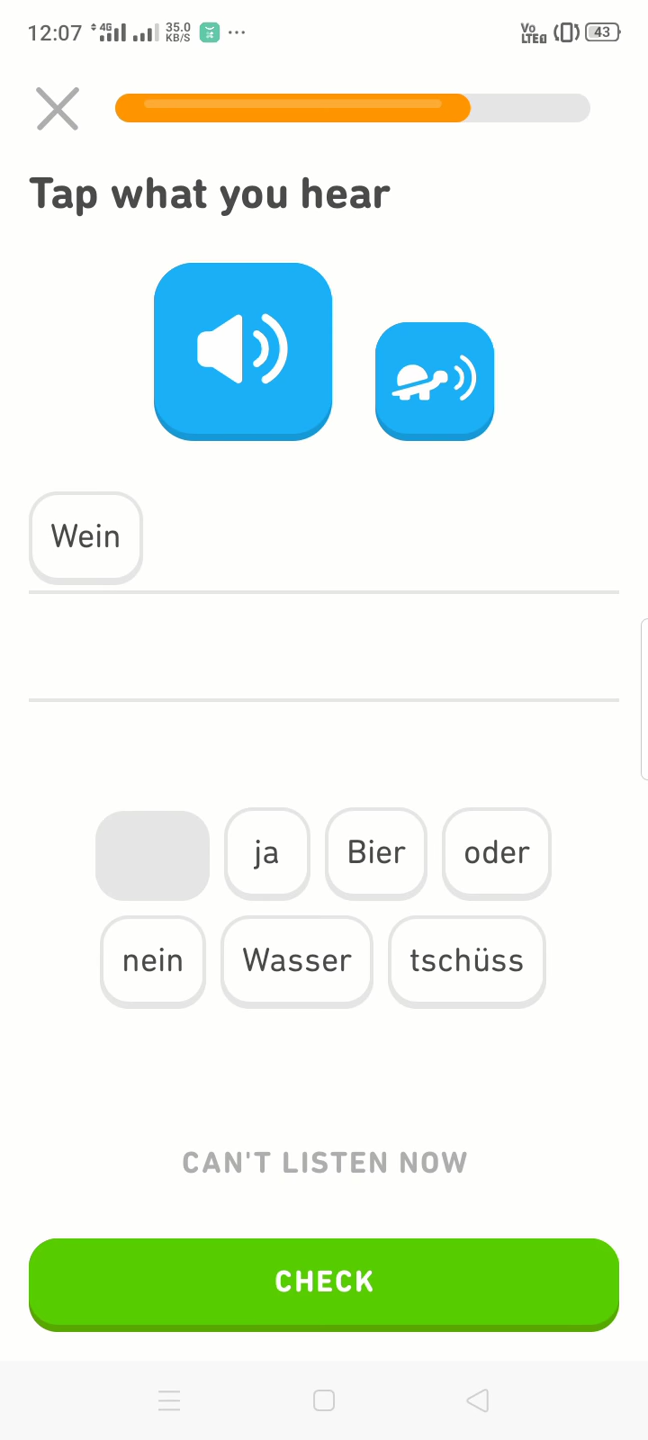 12:07 4G 35.0 KB/S ... Vo LTE 43
Tap what you hear
Wein
ja Bier oder
nein Wasser tschüss
CAN'T LISTEN NOW
CHECK